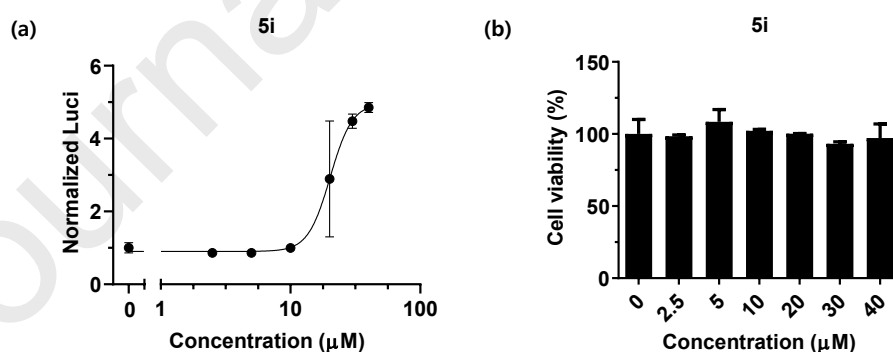 (a)
5i
Normalized Luci
6
4
2
0
0 1 10 100
Concentration (μM)
(b)
5i
Cell viability (%)
150
100
50
0
0 2.5 5 10 20 30 40
Concentration (μM)
Journal